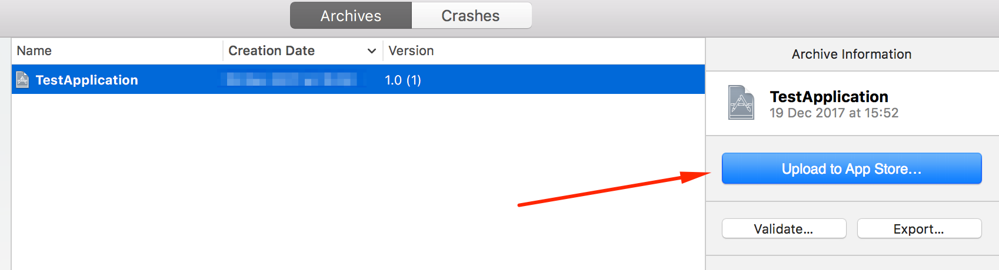 Archives Crashes
Name Creation Date Version
Archive Information
TestApplication 1.0 (1)
TestApplication
19 Dec 2017 at 15:52
Upload to App Store...
Validate... Export...